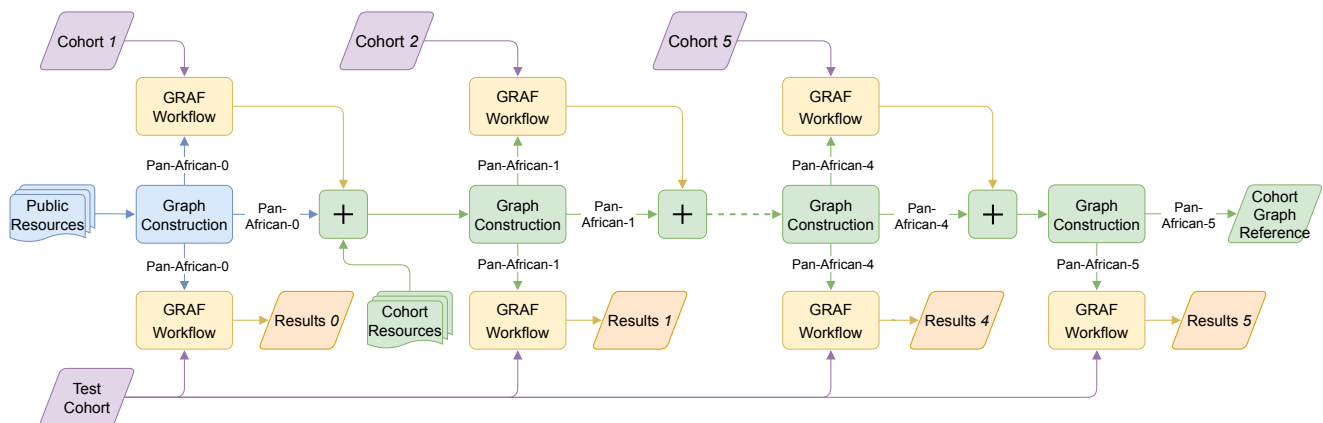 Cohort 1
Cohort 2
Cohort 5
GRAF
Workflow
GRAF
Workflow
GRAF
Workflow
Pan-African-0
Pan-African-1
Pan-African-4
Public
Resources
Graph
Construction
Pan-
African-0
+
Graph
Construction
Pan-
African-1
+
Graph
Construction
Pan-
African-4
+
Graph
Construction
Pan-
African-5
Cohort
Graph
Reference
Pan-African-0
Pan-African-1
Pan-African-4
Pan-African-5
GRAF
Workflow
Results 0
Cohort
Resources
GRAF
Workflow
Results 1
GRAF
Workflow
Results 4
GRAF
Workflow
Results 5
Test
Cohort